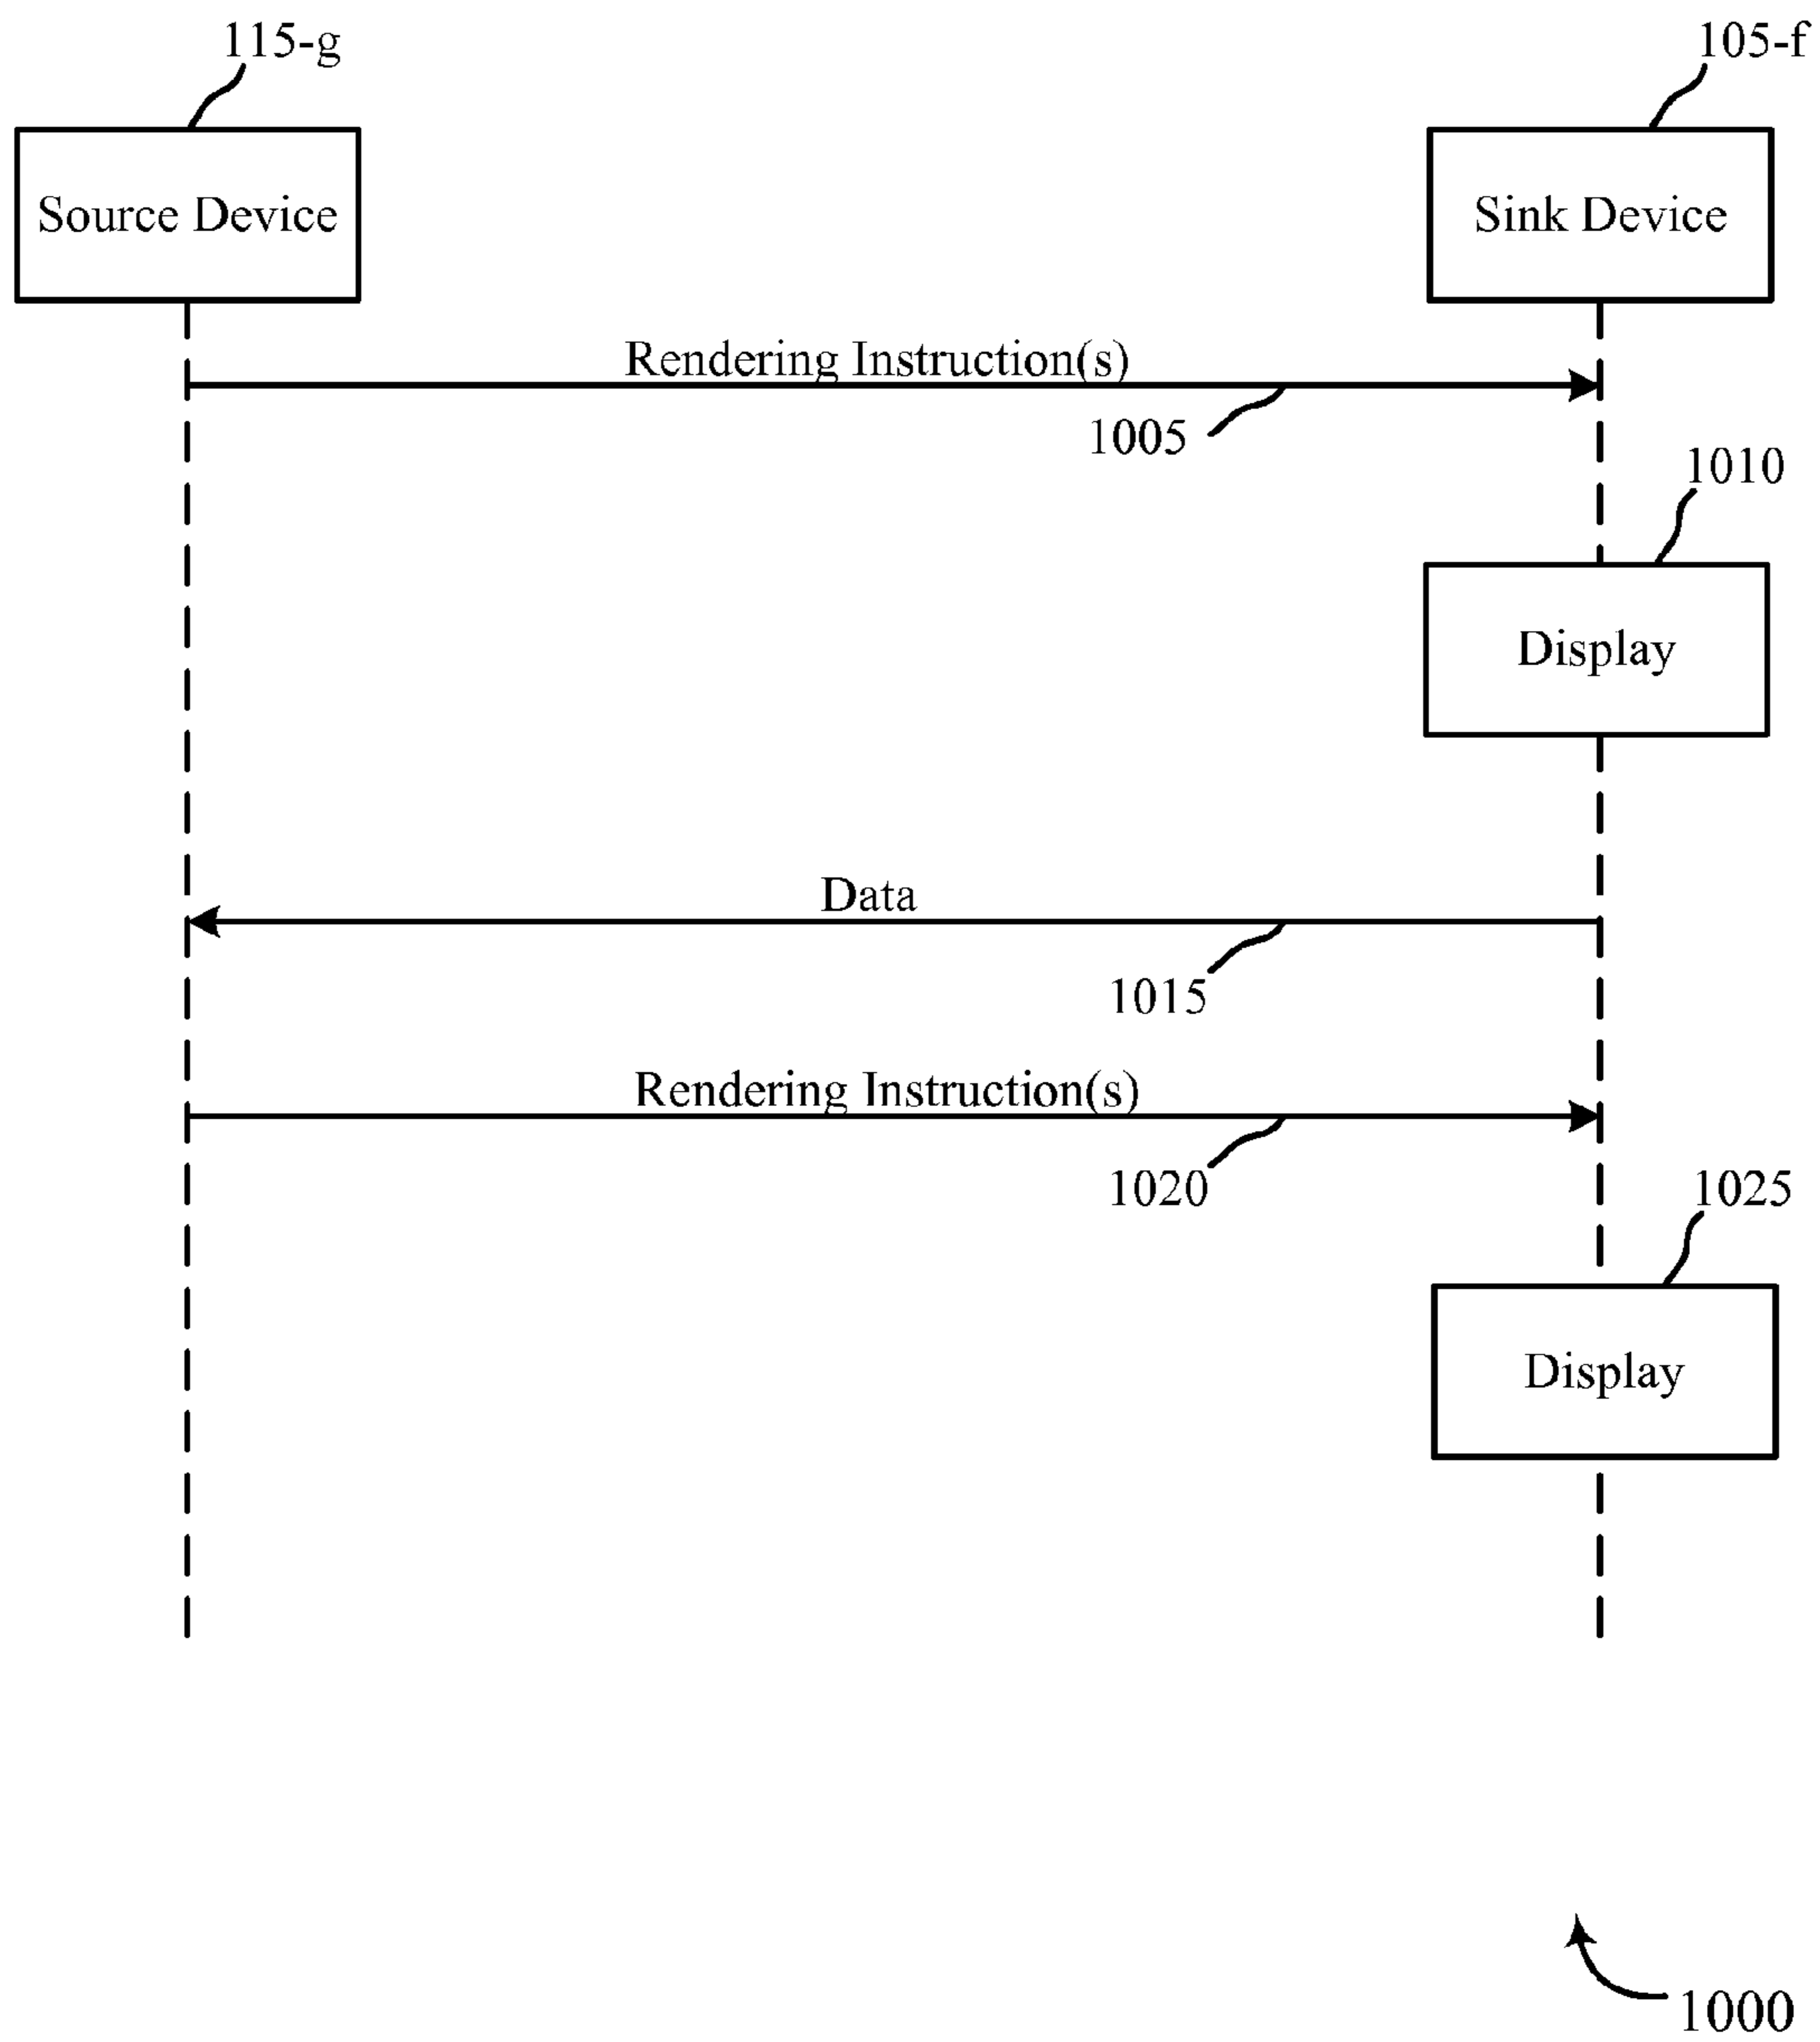 115-g
105-f
Source Device
Sink Device
Rendering Instruction(s)
1005
1010
Display
Data
1015
Rendering Instruction(s)
1020
1025
Display
1000